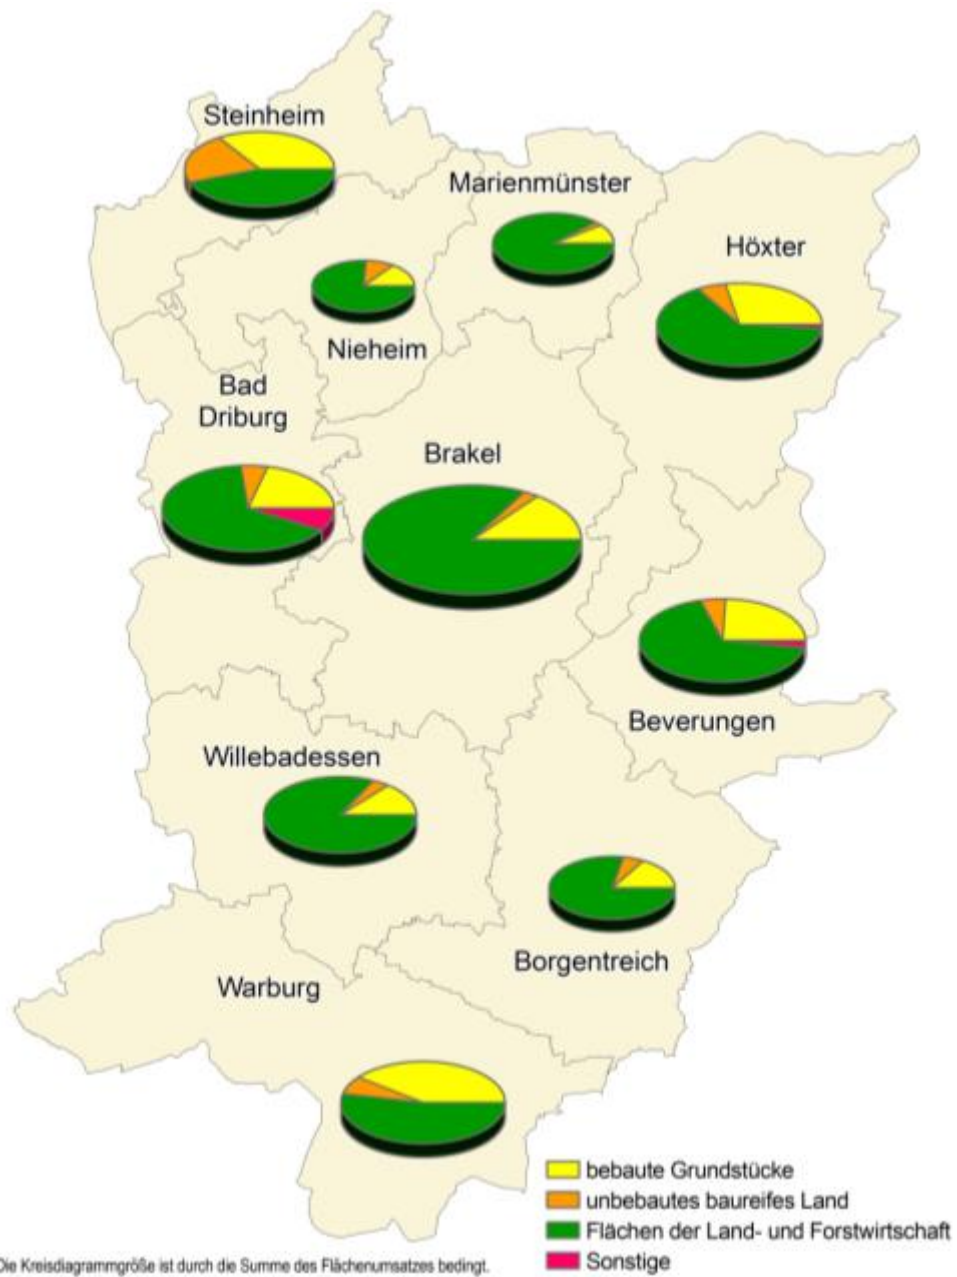 Steinheim
Marienmünster
Höxter
Nieheim
Bad
Driburg
Brakel
Beverungen
Willebadessen
Borgentreich
Warburg
bebaute Grundstücke
unbebautes baureifes Land
Flächen der Land- und Forstwirtschaft
Sonstige
Die Kreisdiagrammgröße ist durch die Summe des Flächenumsatzes bedingt.